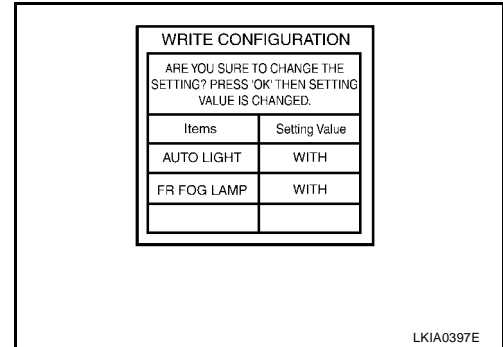 WRITE CONFIGURATION
ARE YOU SURE TO CHANGE THE
SETTING? PRESS 'OK' THEN SETTING
VALUE IS CHANGED.
Items Setting Value
AUTO LIGHT WITH
FR FOG LAMP WITH
LKIA0397E